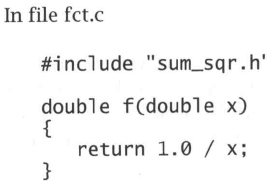 In file fct.c
#include "sum_sqr.h'
double f(double x)
{
return 1.0 / x;
}